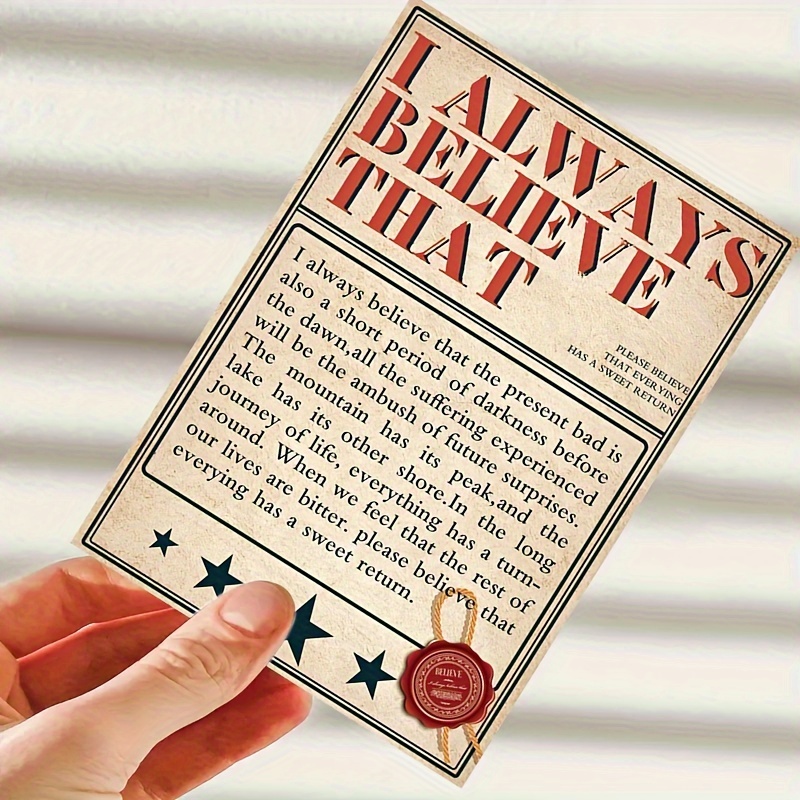 I ALWAYS
BELIEVE
THAT
PLEASE BELIEVE
THAT EVERYING
HAS A SWEET RETURN
I always believe that the present bad is
also a short period of darkness before
the dawn,all the suffering experienced
will be the ambush of future surprises.
The mountain has its peak,and the
lake has its other shore.In the long
journey of life, everything has a turn-
around. When we feel that the rest of
our lives are bitter. please believe that
everying has a sweet return.
BELIEVE